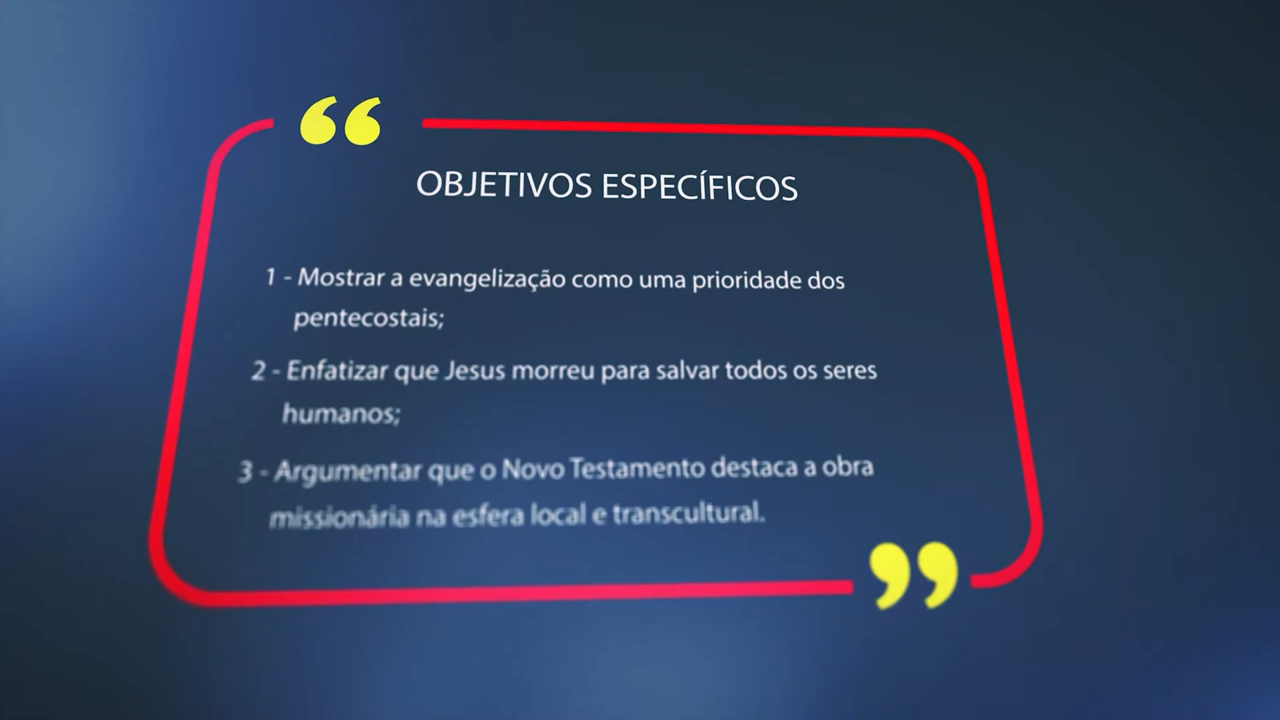 OBJETIVOS ESPECÍFICOS
1 - Mostrar a evangelização como uma prioridade dos
pentecostais;
2 - Enfatizar que Jesus morreu para salvar todos os seres
humanos;
3 - Argumentar que o Novo Testamento destaca a obra
missionária na esfera local e transcultural.